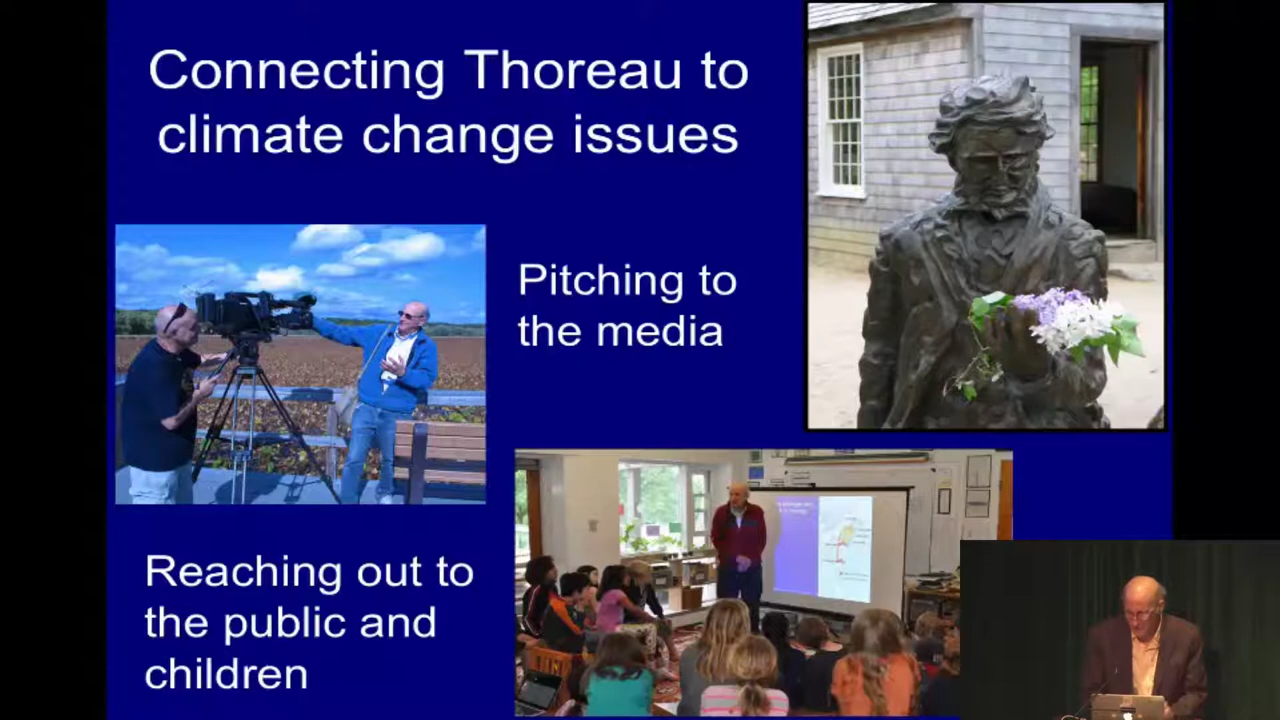 Connecting Thoreau to
climate change issues
Pitching to
the media
Reaching out to
the public and
children